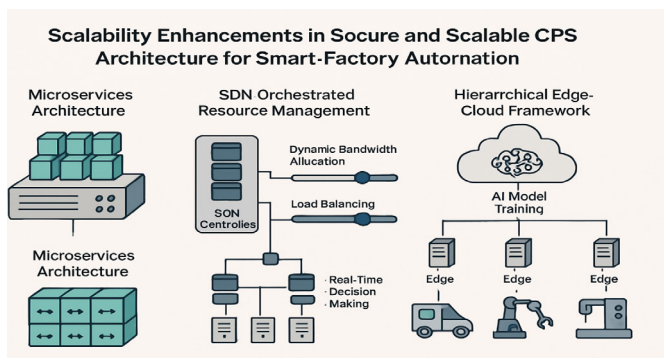 Scalability Enhancements in Socure and Scalable CPS
Architecture for Smart-Factory Autornation
Microservices
Architecture
Microservices
Architecture
SDN Orchestrated
Resource Management
SON
Centrolies
Dynamic Bandwidth
Allucation
Load Balancing
· Real-Time
· Decision
· Making
Hierarrchical Edge-
Cloud Framework
AI Model
Training
Edge
Edge
Edge